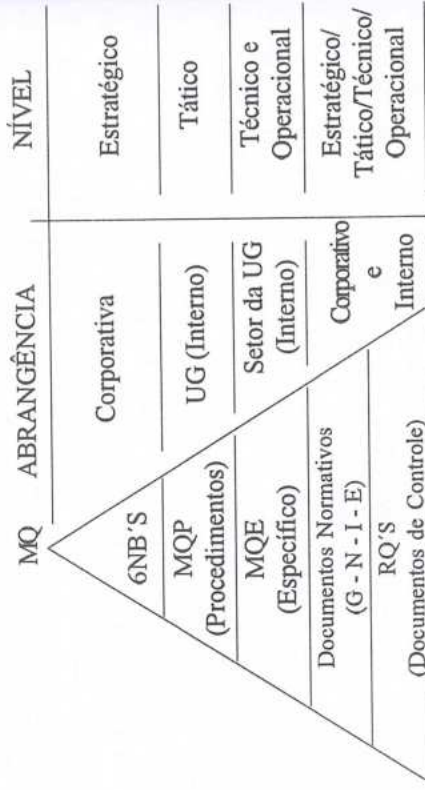 MQ ABRANGÊNCIA NÍVEL
6NB´S Corporativa Estratégico
MQP
(Procedimentos)
UG (Interno)
Tático
MQE
(Específico)
Setor da UG
(Interno)
Técnico e
Operacional
Documentos Normativos
(G - N - I - E)
RQ´S
(Documentos de Controle)
Corporativo
e
Interno
Estratégico/
Tático/Técnico/
Operacional